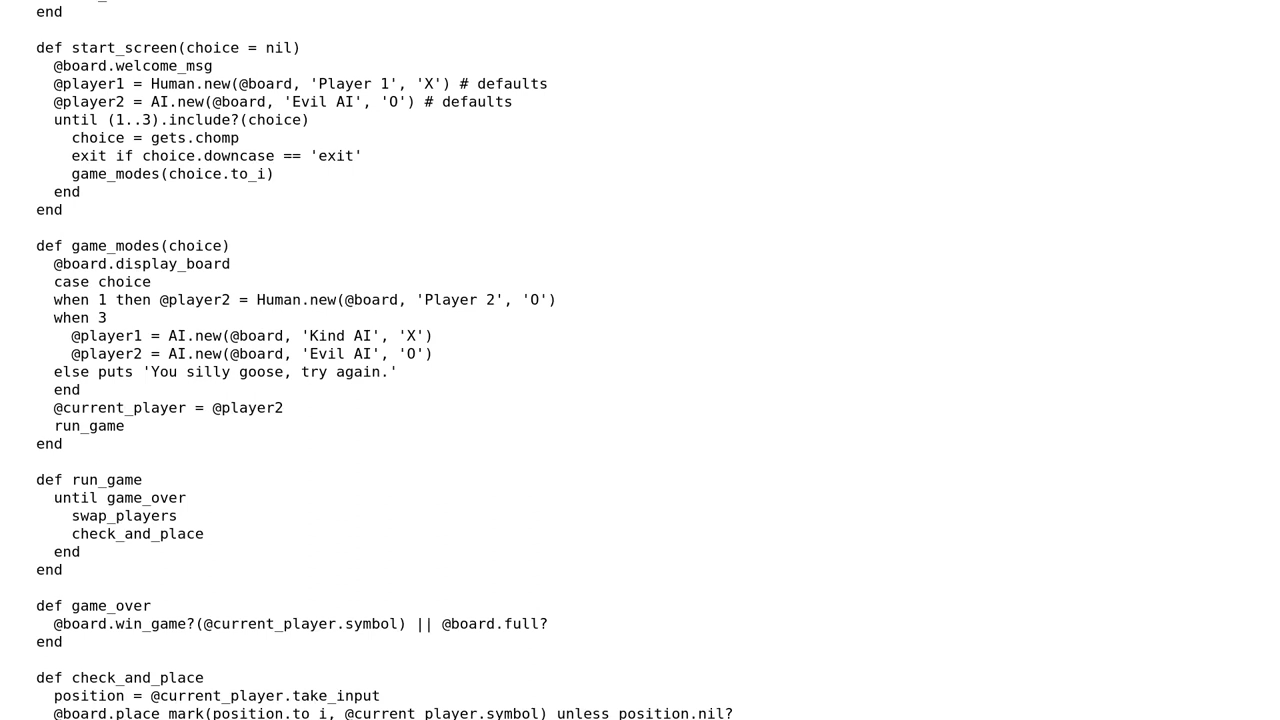 end
def start_screen(choice = nil)
@board.welcome_msg
@player1 = Human.new(@board, 'Player 1', 'X') # defaults
@player2 = AI.new(@board, 'Evil AI', 'O') # defaults
until (1..3).include?(choice)
choice = gets.chomp
exit if choice.downcase == 'exit'
game_modes(choice.to_i)
end
end
def game_modes(choice)
@board.display_board
case choice
when 1 then @player2 = Human.new(@board, 'Player 2', 'O')
when 3
@player1 = AI.new(@board, 'Kind AI', 'X')
@player2 = AI.new(@board, 'Evil AI', 'O')
else puts 'You silly goose, try again.'
end
@current_player = @player2
run_game
end
def run_game
until game_over
swap_players
check_and_place
end
end
def game_over
@board.win_game?(@current_player.symbol) || @board.full?
end
def check_and_place
position = @current_player.take_input
@board.place_mark(position.to_i, @current_player.symbol) unless position.nil?